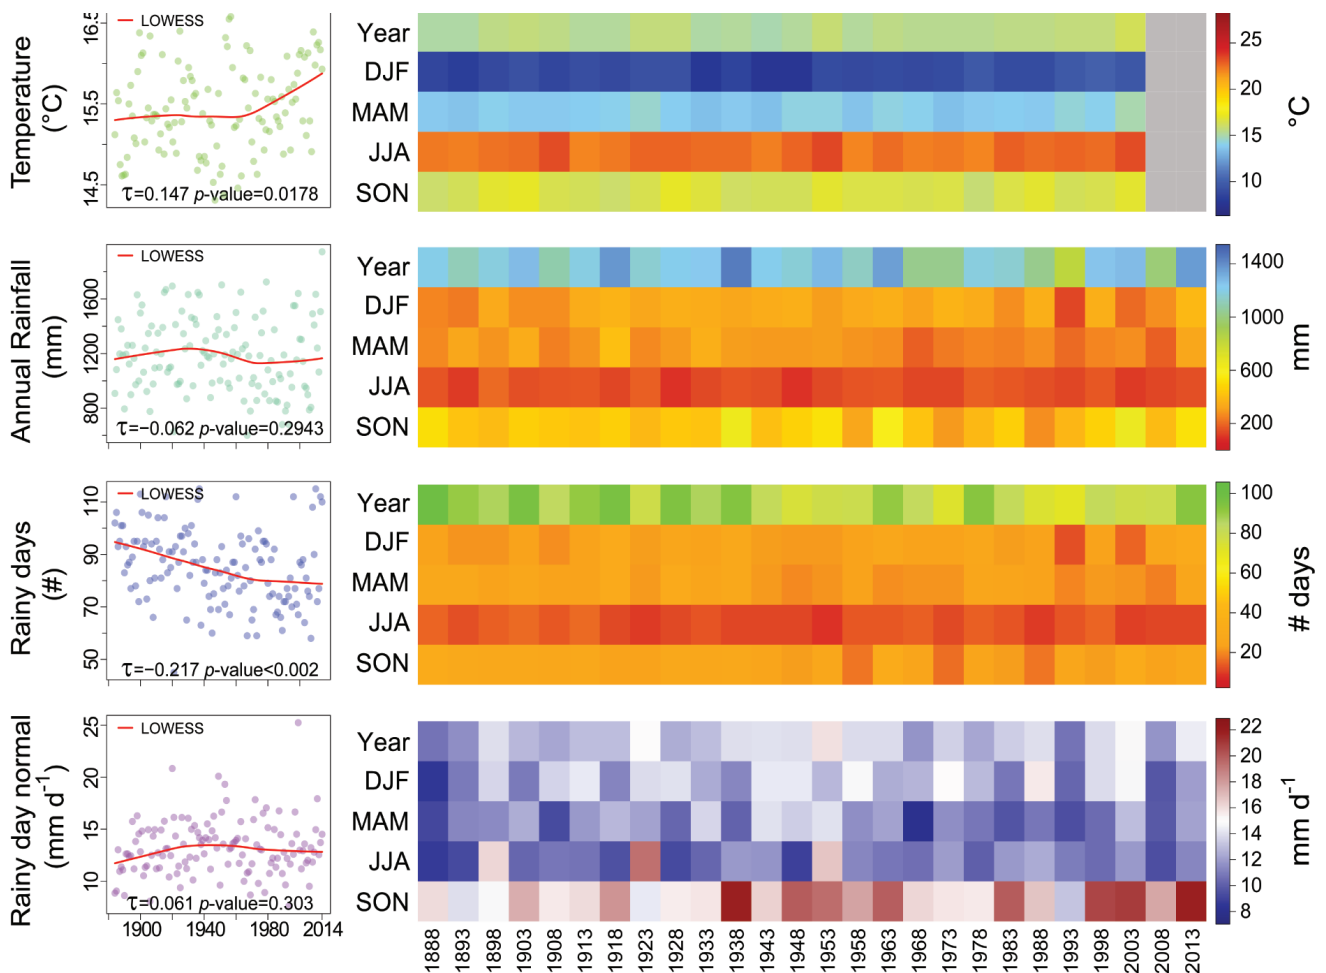 Temperature
(°C)
16.5
15.5
14.5
LOWESS
τ=0.147 p-value=0.0178
Year
DJF
MAM
JJA
SON
25
20
15
10
°C
Annual Rainfall
(mm)
1600
1200
800
LOWESS
τ=−0.062 p-value=0.2943
Year
DJF
MAM
JJA
SON
1400
1000
600
200
mm
Rainy days
(#)
110
90
70
50
LOWESS
τ=−0.217 p-value<0.002
Year
DJF
MAM
JJA
SON
100
80
60
40
20
# days
Rainy day normal
(mm d⁻¹)
25
20
15
10
LOWESS
τ=0.061 p-value=0.303
1900 1940 1980 2014
Year
DJF
MAM
JJA
SON
22
20
18
16
14
12
10
8
mm d⁻¹
1888 1893 1898 1903 1908 1913 1918 1923 1928 1933 1938 1943 1948 1953 1958 1963 1968 1973 1978 1983 1988 1993 1998 2003 2008 2013